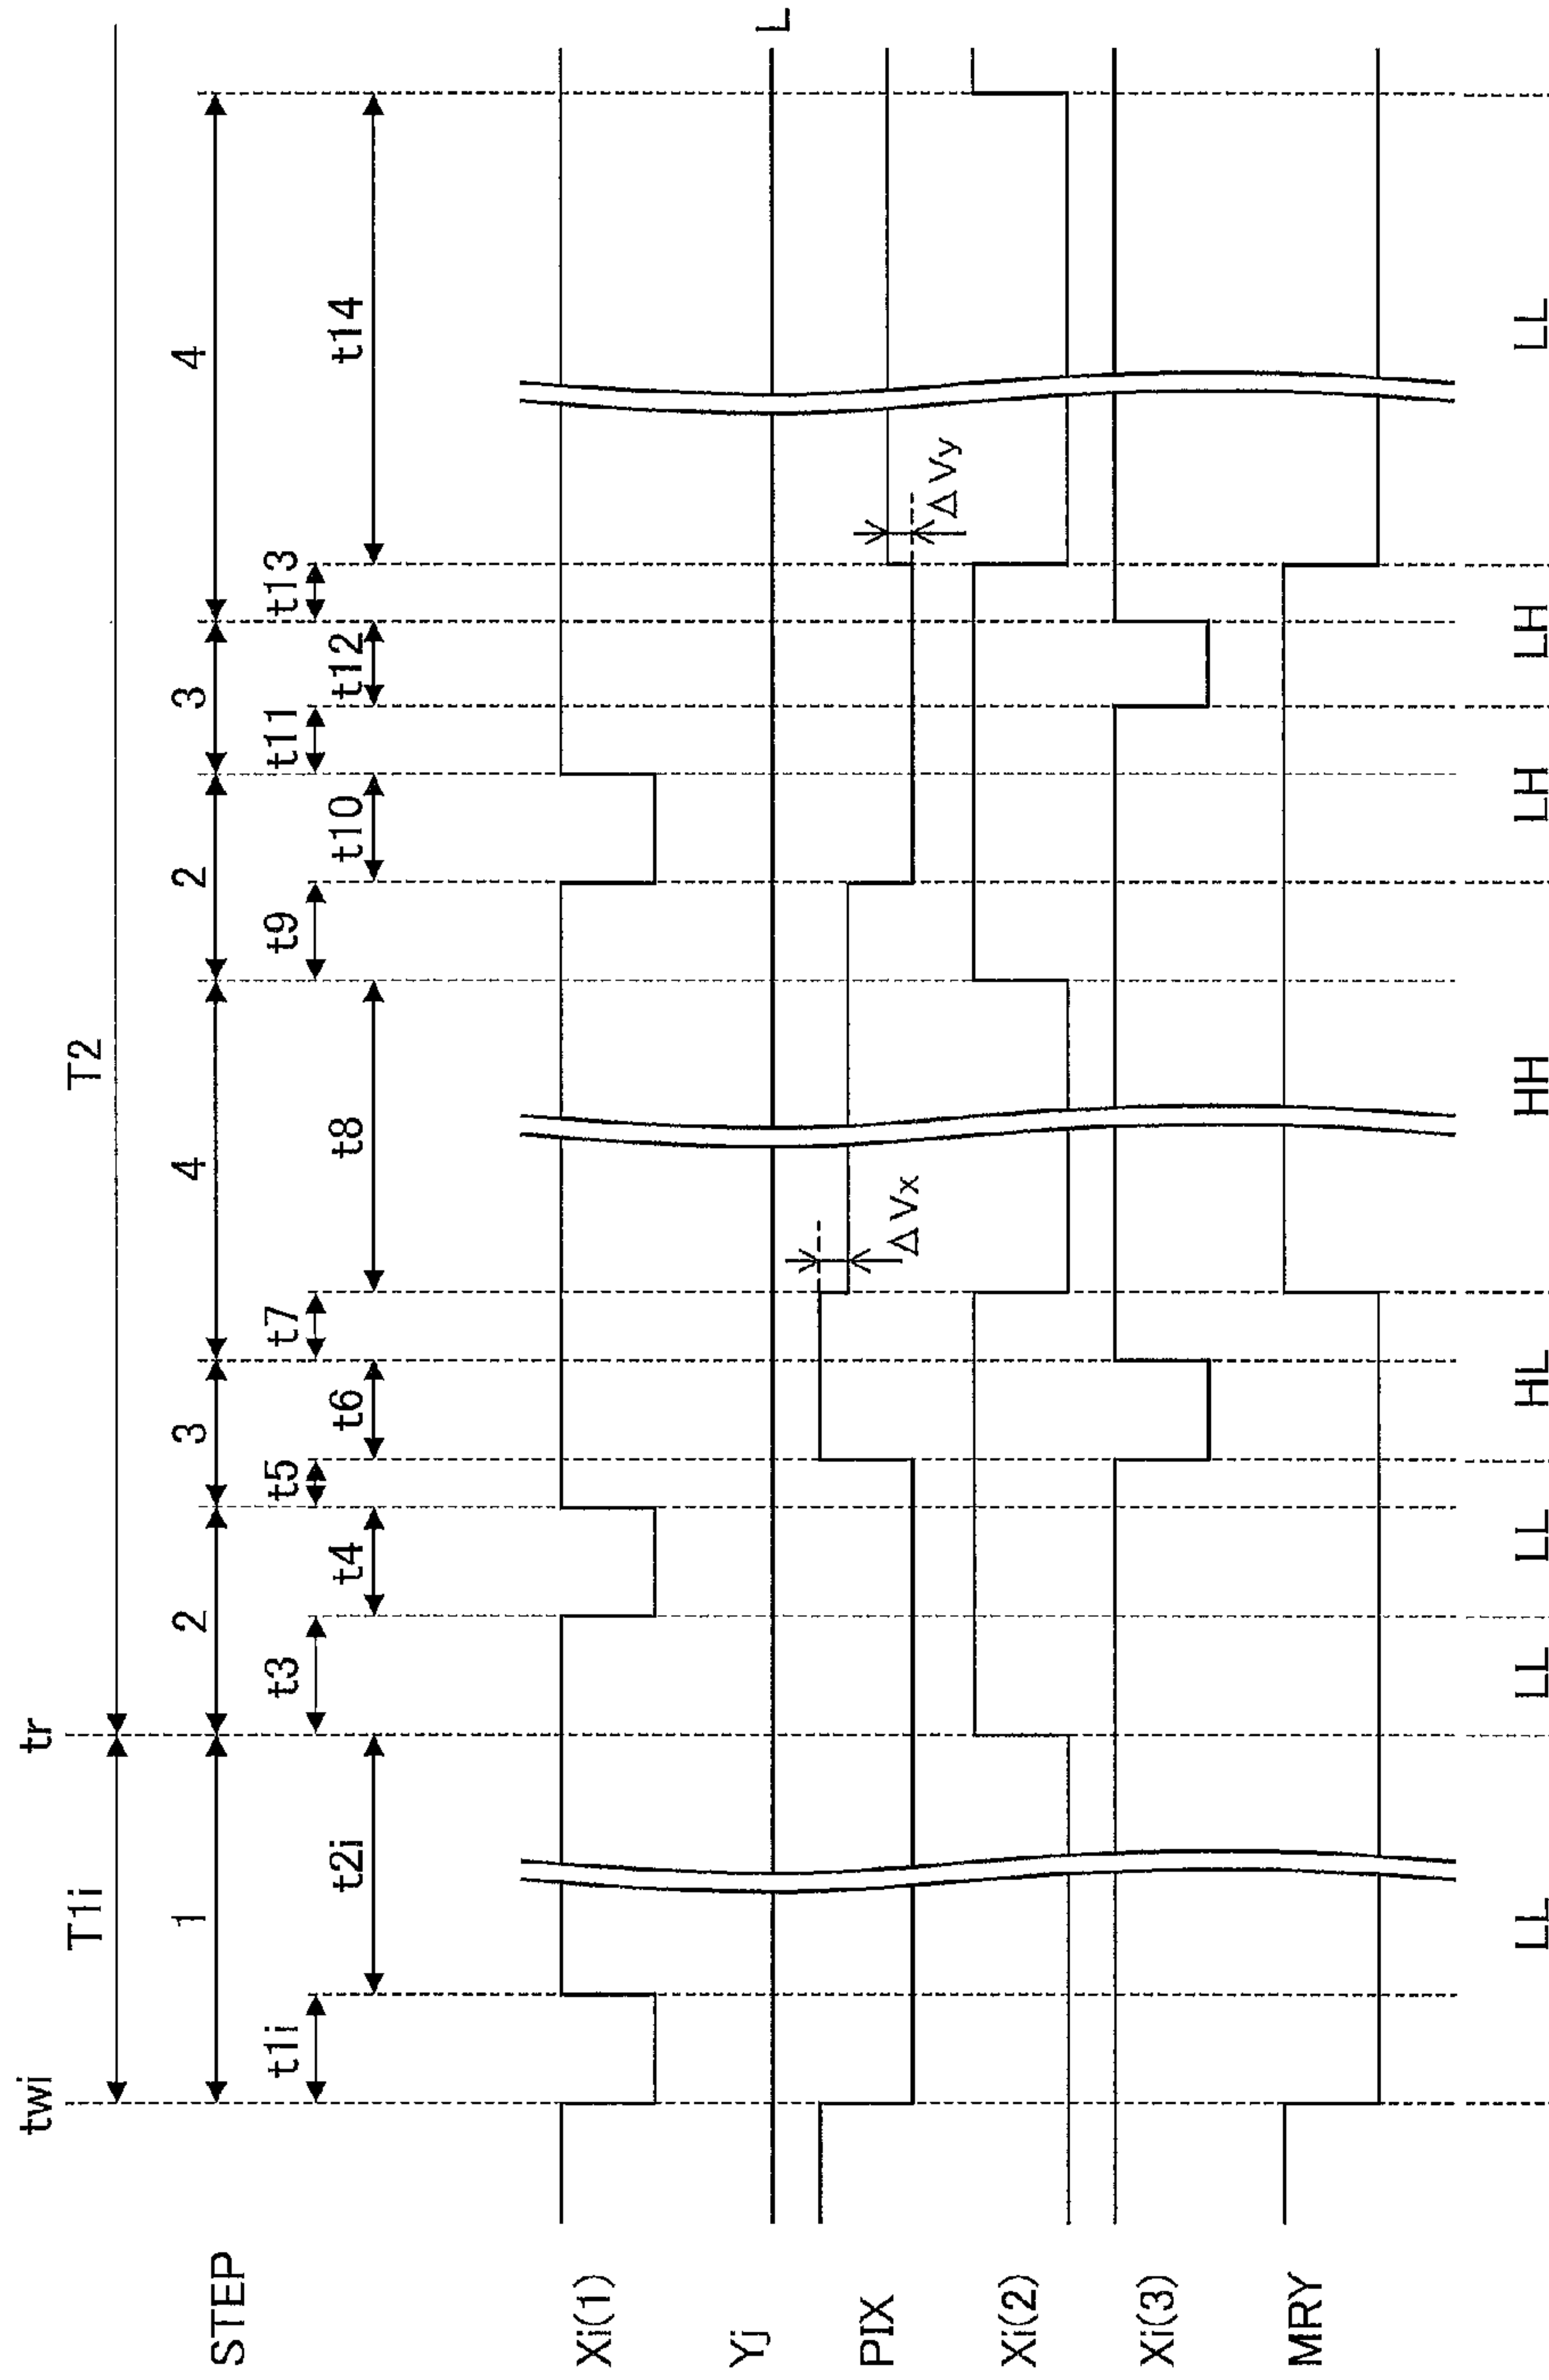 twi tr
T1i T2
STEP 1 2 3 4 2 3 4
t1i t3 t5 t7 t9 t11 t13
t2i t4 t6 t8 t10 t12 t14
Xi(1)
Yj L
PIX ΔVx ΔVy
Xi(2)
Xi(3)
MRY
LL LL LL HL HH LH LH LL